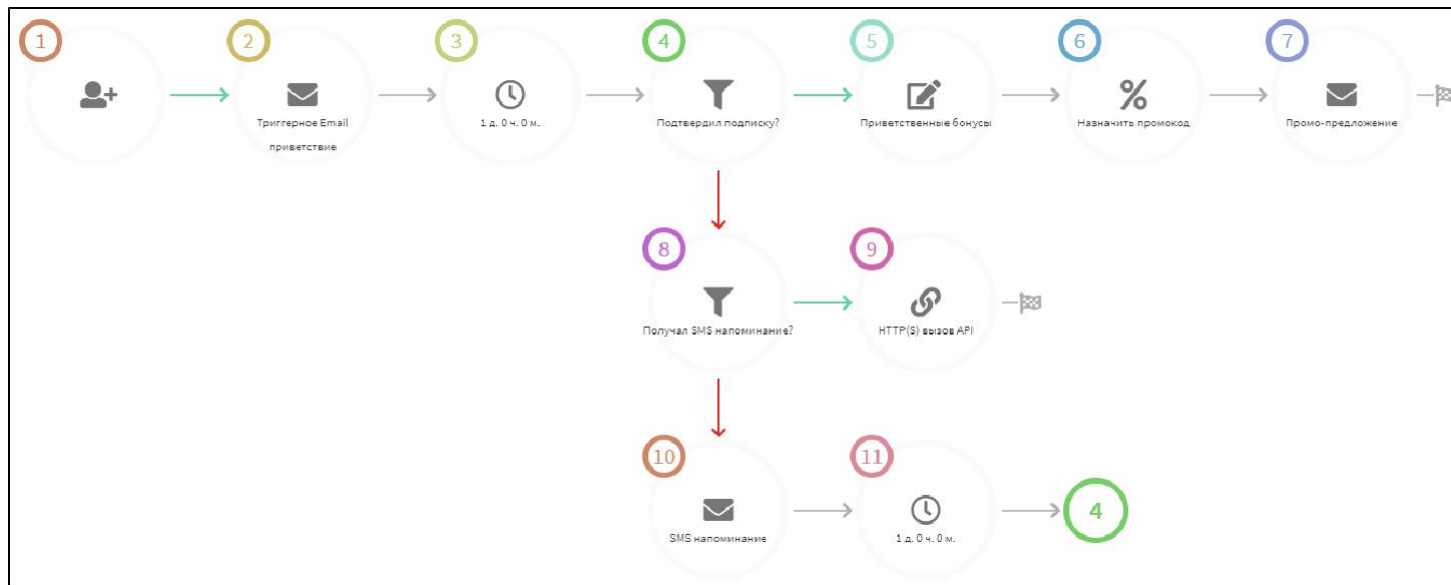 1
2
3
4
5
6
7
Триггерное Email
приветствие
1 д. 0 ч. 0 м.
Подтвердил подписку?
Приветственные бонусы
%
Назначить промокод
Промо-предложение
8
9
Получал SMS напоминание?
HTTP(S) вызов API
10
11
SMS напоминание
1 д. 0 ч. 0 м.
4